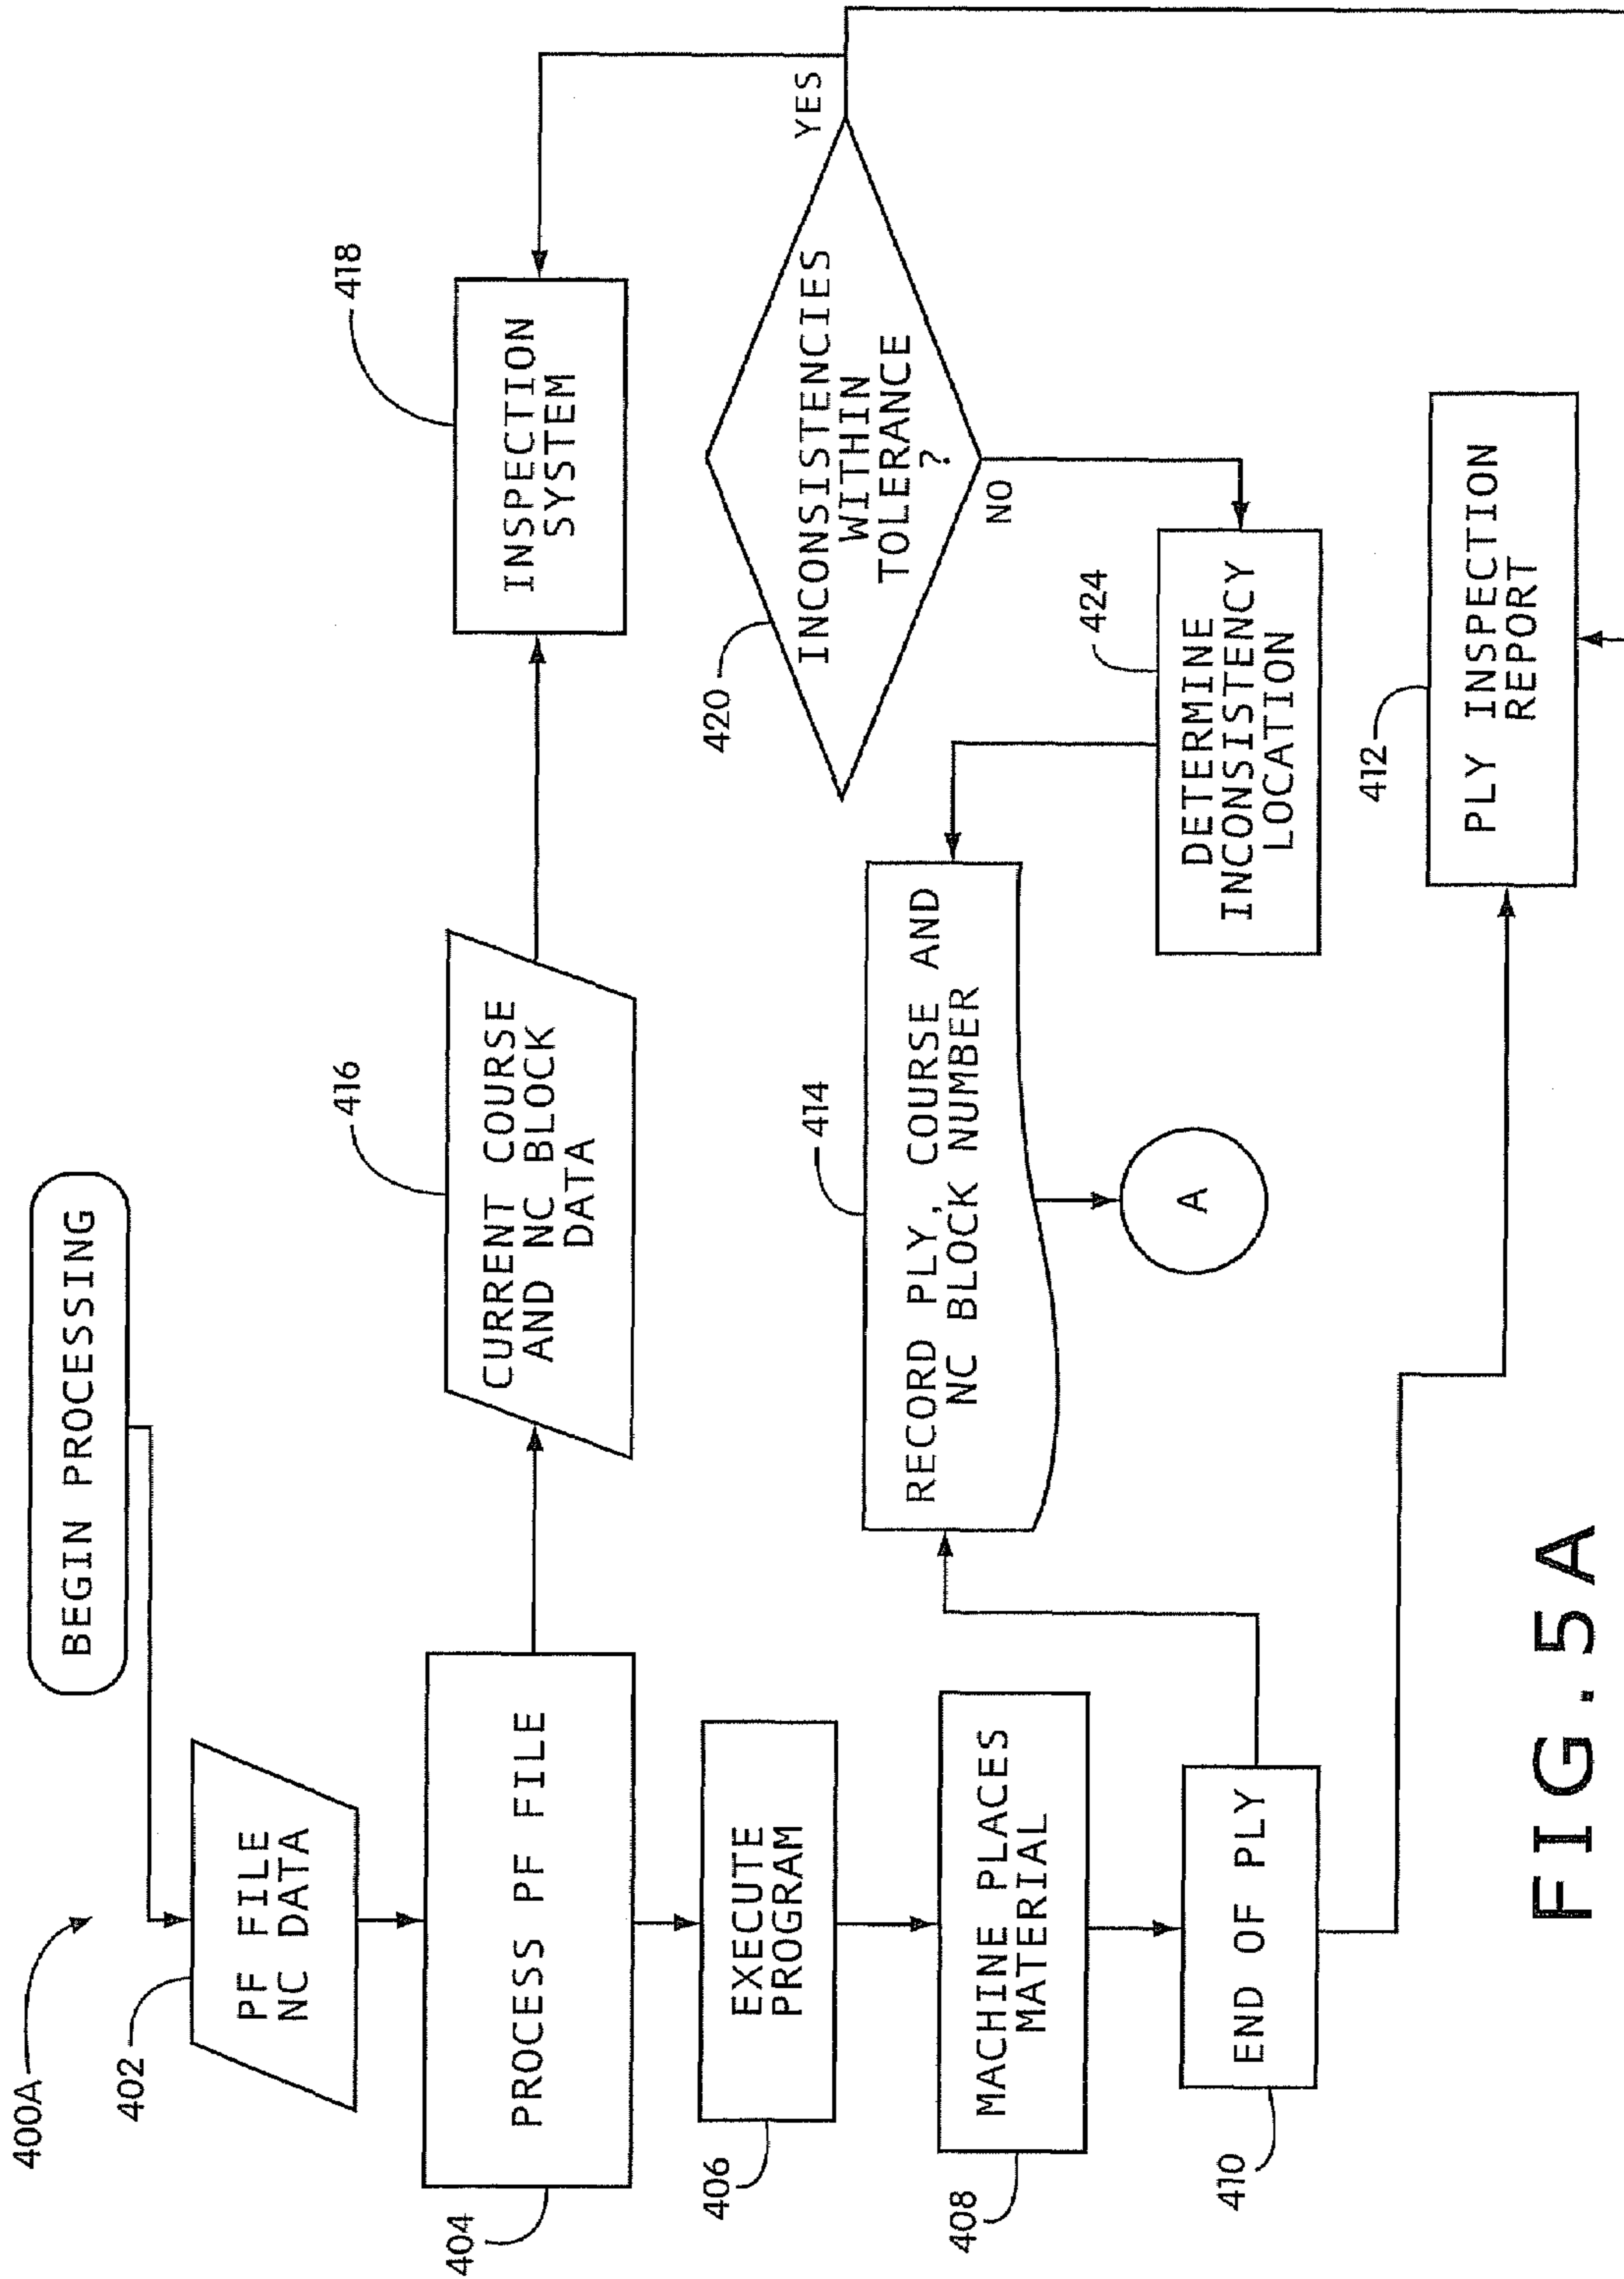 400A
BEGIN PROCESSING
402
PF FILE
NC DATA
404
PROCESS PF FILE
416
CURRENT COURSE
AND NC BLOCK
DATA
418
INSPECTION
SYSTEM
406
EXECUTE
PROGRAM
420
INCONSISTENCIES
WITHIN
TOLERANCE
?
YES
NO
408
MACHINE PLACES
MATERIAL
414
RECORD PLY, COURSE AND
NC BLOCK NUMBER
424
DETERMINE
INCONSISTENCY
LOCATION
A
410
END OF PLY
412
PLY INSPECTION
REPORT
FIG.5A